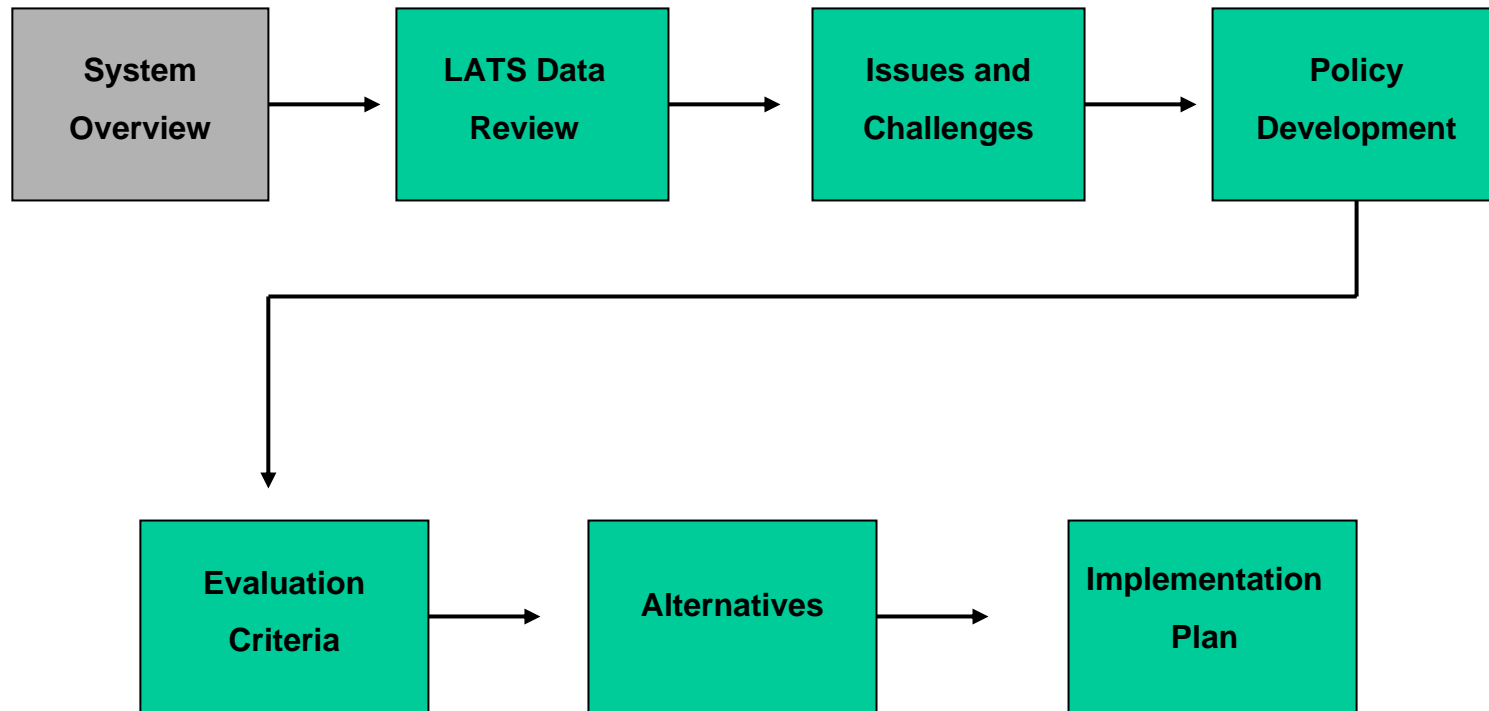 System
Overview
LATS Data
Review
Issues and
Challenges
Policy
Development
Evaluation
Criteria
Alternatives
Implementation
Plan